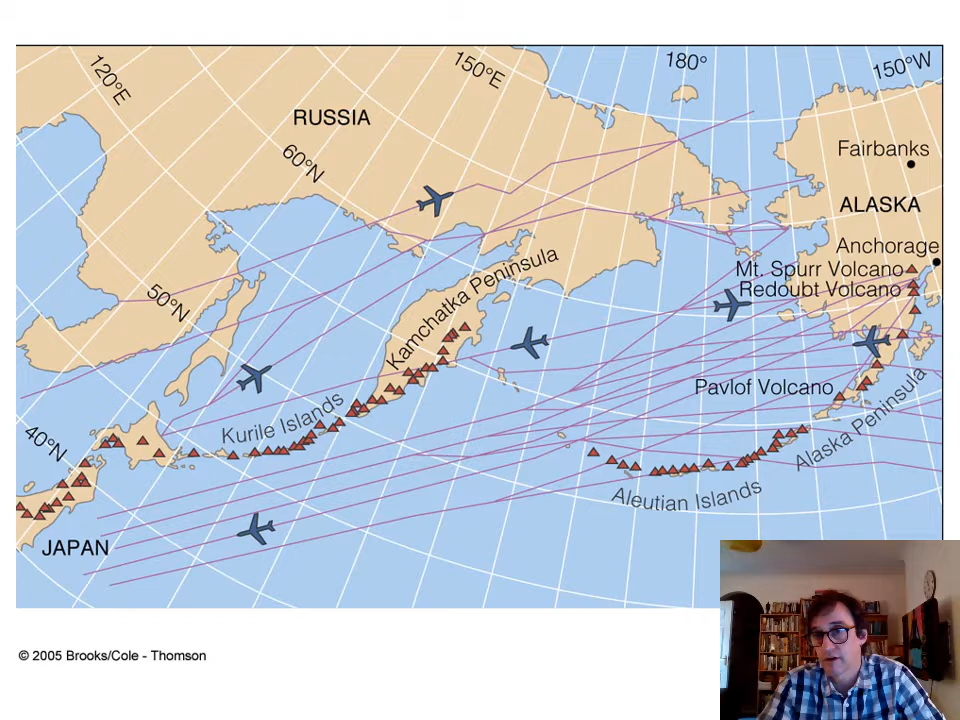 120°E
150°E
180°
150°W
RUSSIA
60°N
Fairbanks
ALASKA
Anchorage
Mt. Spurr Volcano
Redoubt Volcano
50°N
Kamchatka Peninsula
Pavlof Volcano
Kurile Islands
40°N
Alaska Peninsula
Aleutian Islands
JAPAN
© 2005 Brooks/Cole - Thomson